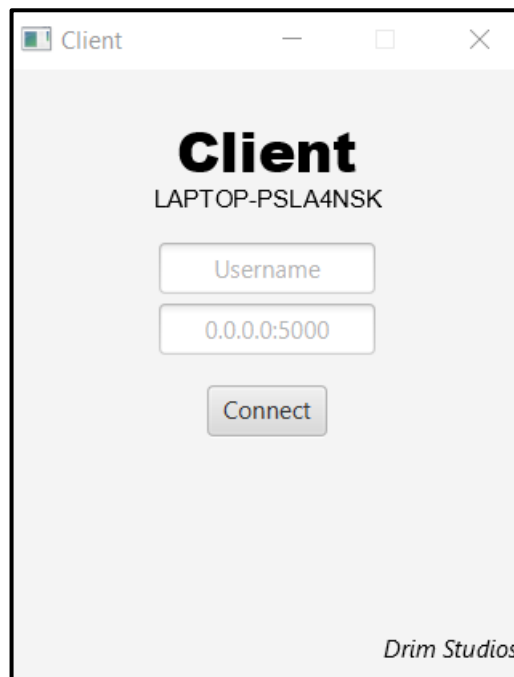 Client
Client
LAPTOP-PSLA4NSK
Username
0.0.0.0:5000
Connect
Drim Studios